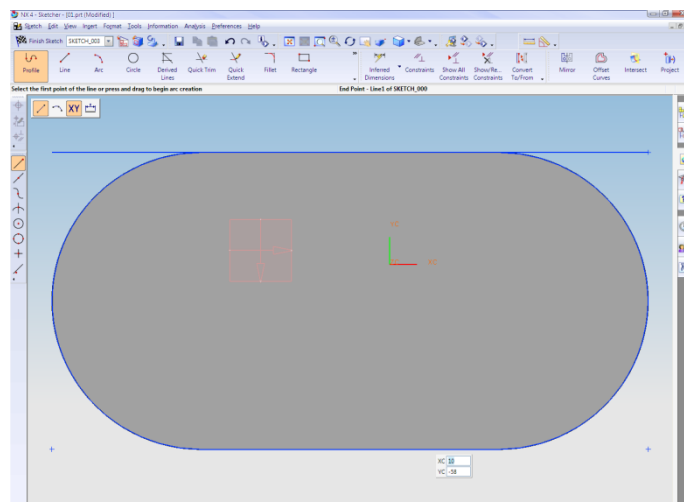 NX 4 - Sketcher - [01.prt (Modified) ]
Sketch Edit View Insert Format Tools Information Analysis Preferences Help
Finish Sketch SKETCH_000
Profile Line Arc Circle Derived Lines Quick Trim Quick Extend Fillet Rectangle Inferred Dimensions Constraints Show All Constraints Show/Re... Constraints Convert To/From Mirror Offset Curves Intersect Project
Select the first point of the line or press and drag to begin arc creation End Point - Line1 of SKETCH_000
XY
YC
XC
XC 10
YC -58